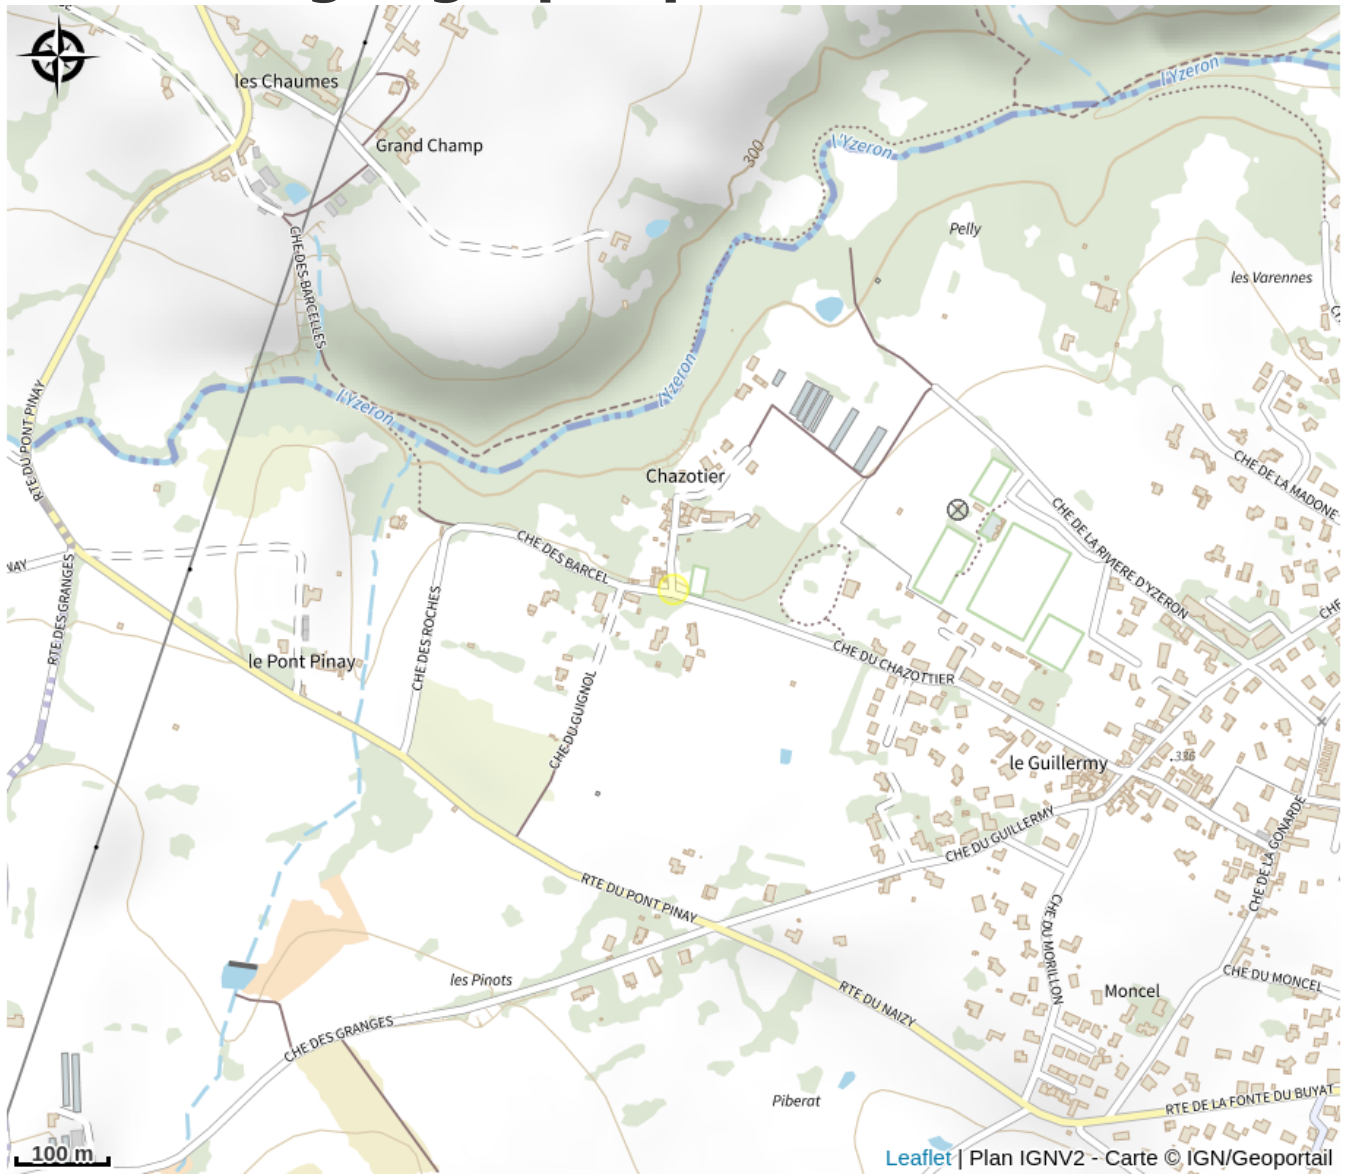 les Chaumes
Grand Champ
300
l'Yzeron
l'Yzeron
Pelly
les Varennes
CHE DES BARCELLES
RTE DU PONT PINAY
l'Yzeron
l'Yzeron
Chazotier
CHE DE LA MADONE
CHE DE LA RIVIERE D'YZERON
NAY
RTE DES GRANGES
CHE DES BARCEL
CHE DES ROCHES
CHE
le Pont Pinay
CHE DU GUIGNOL
CHE DU CHAZOTTIER
le Guillermy
336
CHE DU GUILLERMY
CHE DE LA GONARDE
RTE DU PONT PINAY
CHE DU MORILLON
les Pinots
CHE DU MONCEL
Moncel
RTE DU NAIZY
CHE DES GRANGES
Piberat
RTE DE LA FONTE DU BUYAT
100 m
Leaflet | Plan IGNV2 - Carte © IGN/Geoportail